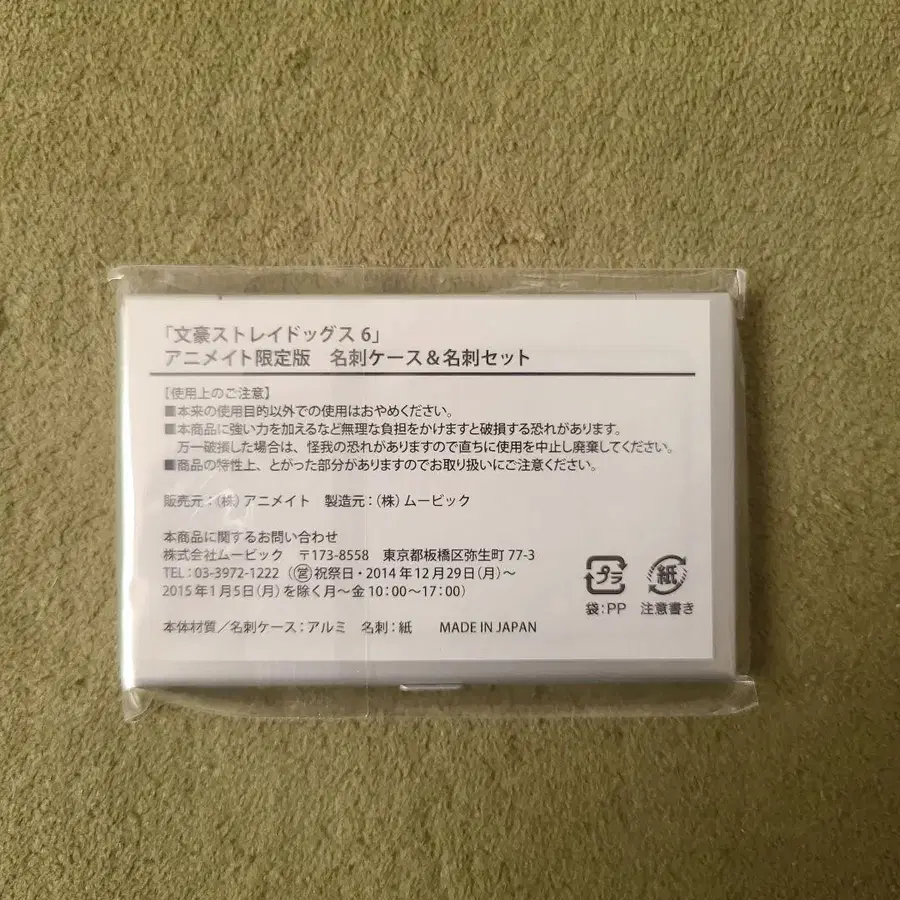 「文豪ストレイドッグス 6」
アニメイト限定版　名刺ケース＆名刺セット
【使用上のご注意】
■本来の使用目的以外での使用はおやめください。
■本商品に強い力を加えるなど無理な負担をかけますと破損する恐れがあります。
万一破損した場合は、怪我の恐れがありますので直ちに使用を中止し廃棄してください。
■商品の特性上、とがった部分がありますのでお取り扱いにご注意ください。
販売元：（株）アニメイト　製造元：（株）ムービック
本商品に関するお問い合わせ
株式会社ムービック　〒173-8558　東京都板橋区弥生町 77-3
TEL：03-3972-1222（㊡祝祭日・2014 年 12 月 29日（月）～
2015 年 1 月 5日（月）を除く月～金 10：00～17：00）
プラ
紙
袋：PP
注意書き
本体材質／名刺ケース：アルミ　名刺：紙　MADE IN JAPAN